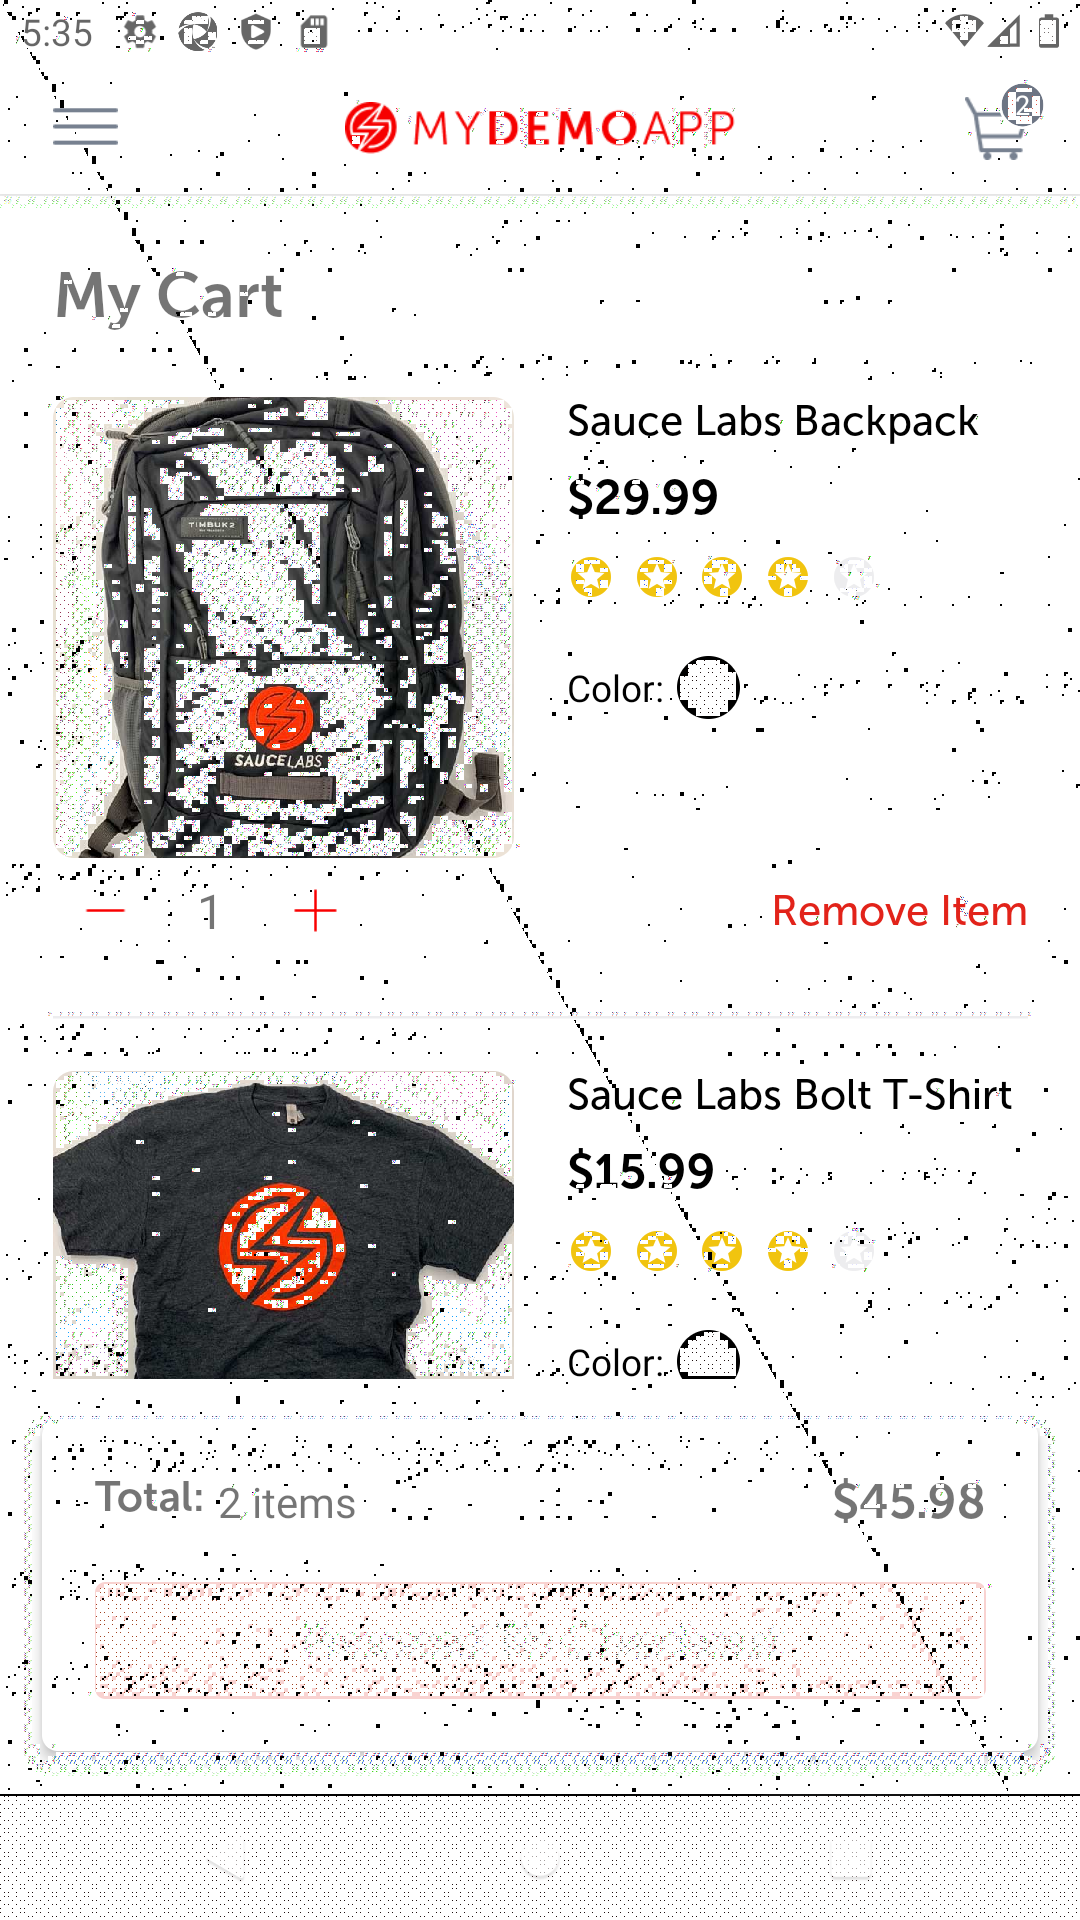 5:35
MYDEMOAPP
2
My Cart
Sauce Labs Backpack
$29.99
TIMBUK2
SAUCELABS
Color:
1
Remove Item
Sauce Labs Bolt T-Shirt
$15.99
Color:
Total: 2 items
$45.98